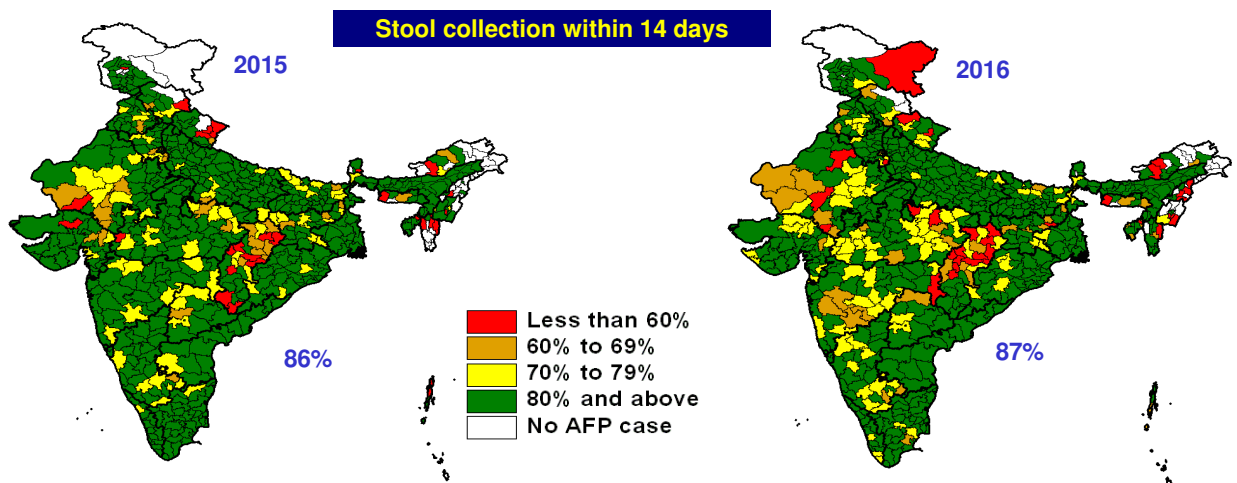 Stool collection within 14 days
2015
2016
Less than 60%
60% to 69%
70% to 79%
80% and above
No AFP case
86%
87%